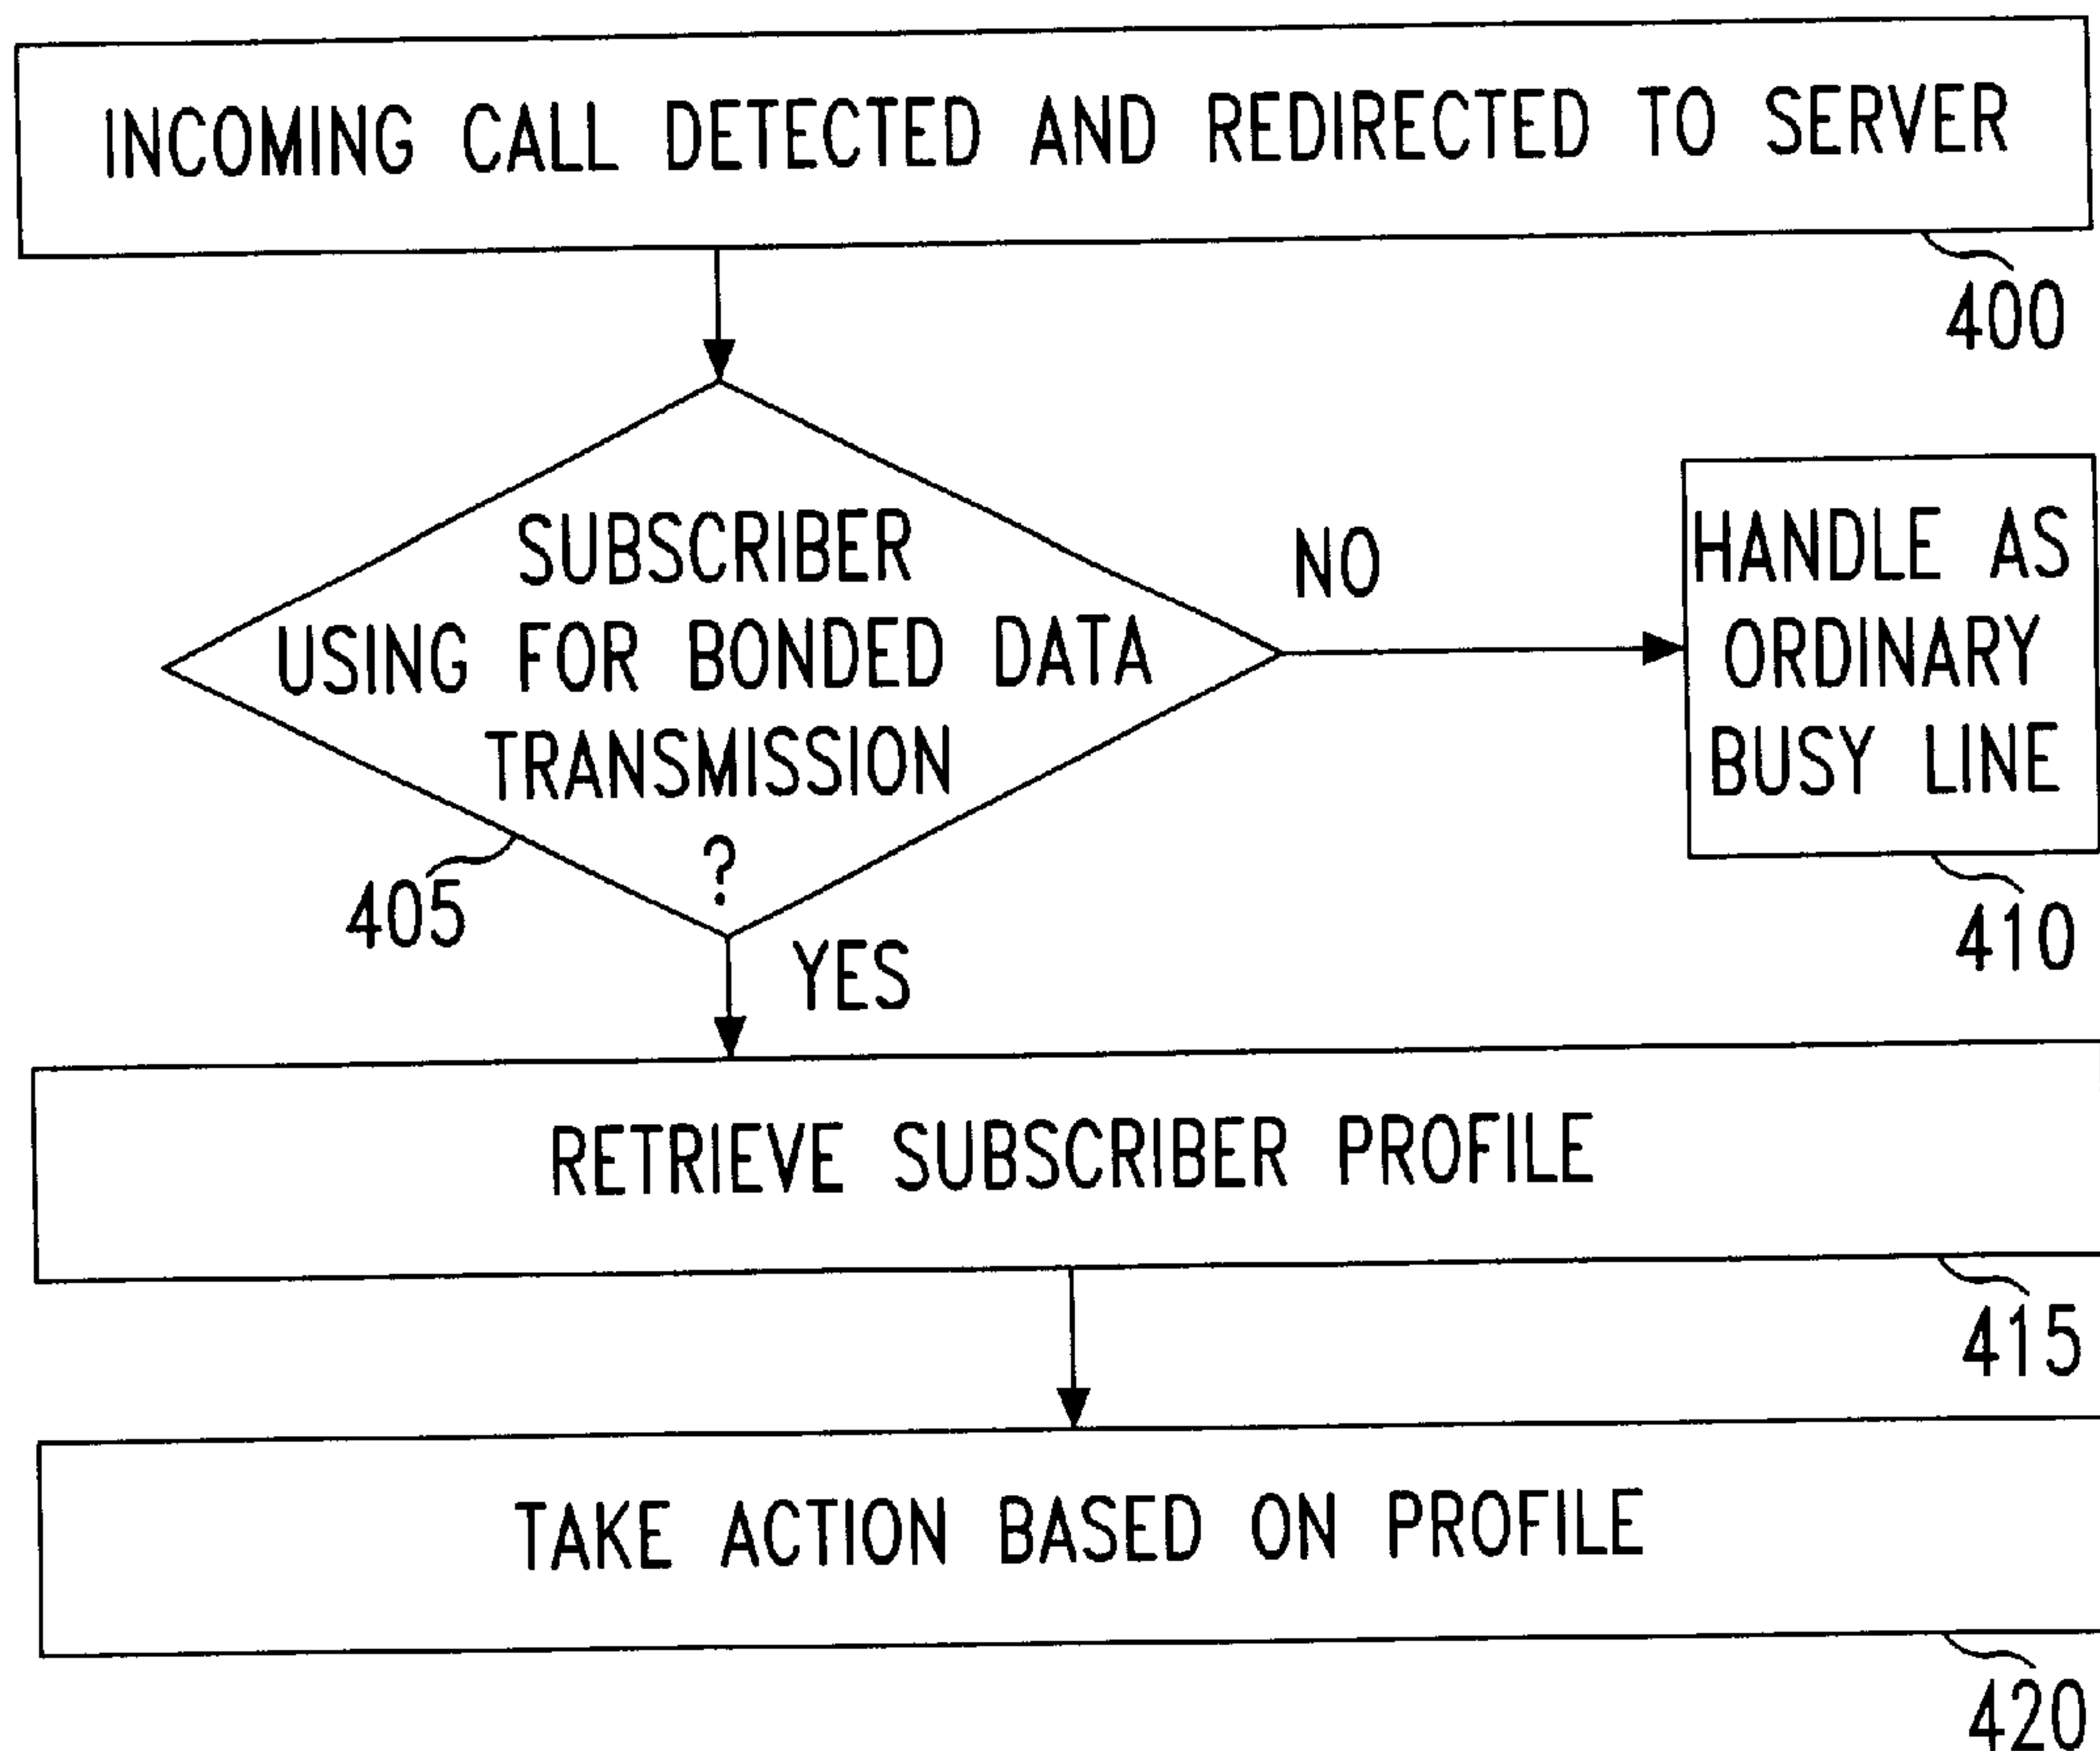 INCOMING CALL DETECTED AND REDIRECTED TO SERVER
400
SUBSCRIBER
USING FOR BONDED DATA
TRANSMISSION
?
405
NO
HANDLE AS
ORDINARY
BUSY LINE
410
YES
RETRIEVE SUBSCRIBER PROFILE
415
TAKE ACTION BASED ON PROFILE
420